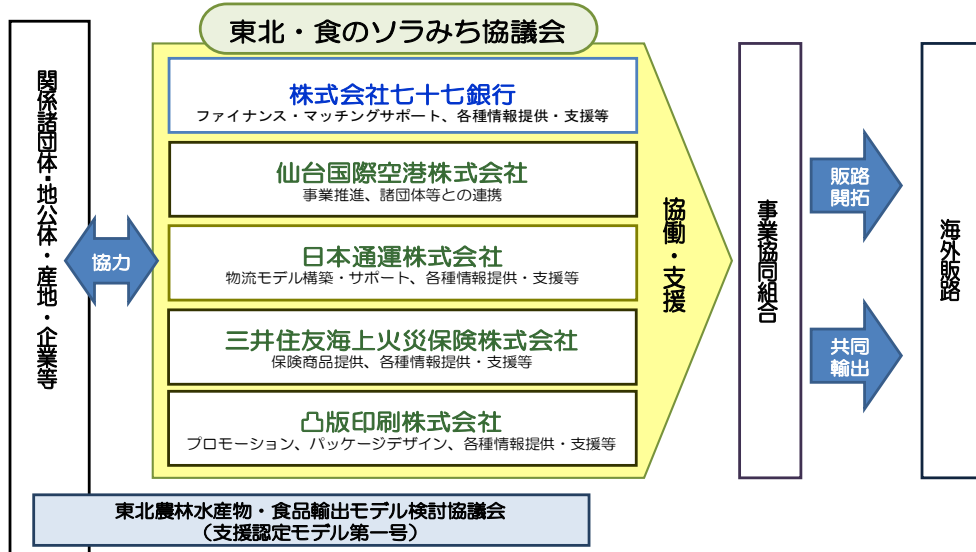 東北・食のソラみち協議会
関係諸団体・地公体・産地・企業等
協力
株式会社七十七銀行
ファイナンス・マッチングサポート、各種情報提供・支援等
仙台国際空港株式会社
事業推進、諸団体等との連携
日本通運株式会社
物流モデル構築・サポート、各種情報提供・支援等
三井住友海上火災保険株式会社
保険商品提供、各種情報提供・支援等
凸版印刷株式会社
プロモーション、パッケージデザイン、各種情報提供・支援等
協働・支援
事業協同組合
販路
開拓
共同
輸出
海外販路
東北農林水産物・食品輸出モデル検討協議会
（支援認定モデル第一号）